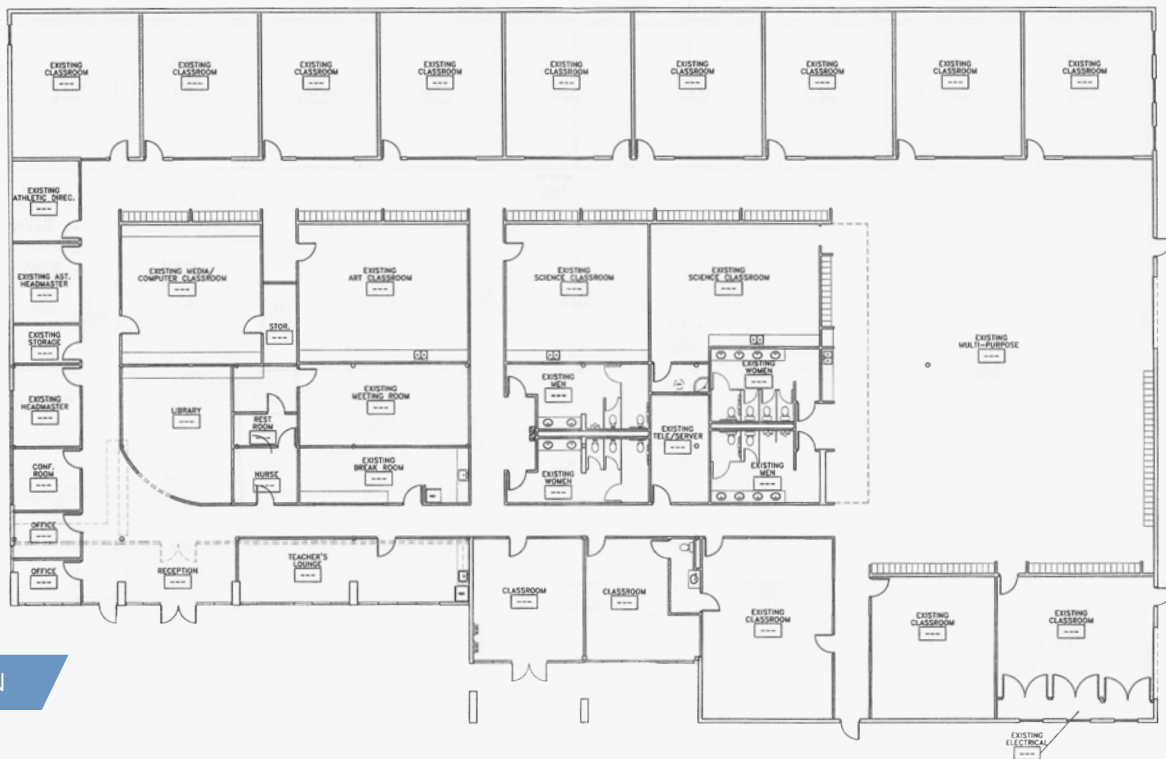 EXISTING
CLASSROOM
EXISTING
CLASSROOM
EXISTING
CLASSROOM
EXISTING
CLASSROOM
EXISTING
CLASSROOM
EXISTING
CLASSROOM
EXISTING
CLASSROOM
EXISTING
CLASSROOM
EXISTING
CLASSROOM
EXISTING
ATHLETIC DIREC.
EXISTING AST.
HEADMASTER
EXISTING
STORAGE
EXISTING
HEADMASTER
CONF.
ROOM
OFFICE
OFFICE
EXISTING MEDIA/
COMPUTER CLASSROOM
STOR.
EXISTING
ART CLASSROOM
EXISTING
SCIENCE CLASSROOM
EXISTING
SCIENCE CLASSROOM
EXISTING
MULTI-PURPOSE
LIBRARY
REST
ROOM
NURSE
EXISTING
MEETING ROOM
EXISTING
BREAK ROOM
EXISTING
MEN
EXISTING
WOMEN
EXISTING
TELE/SERVER
EXISTING
WOMEN
EXISTING
MEN
RECEPTION
TEACHER'S
LOUNGE
CLASSROOM
CLASSROOM
EXISTING
CLASSROOM
EXISTING
CLASSROOM
EXISTING
CLASSROOM
EXISTING
ELECTRICAL
N